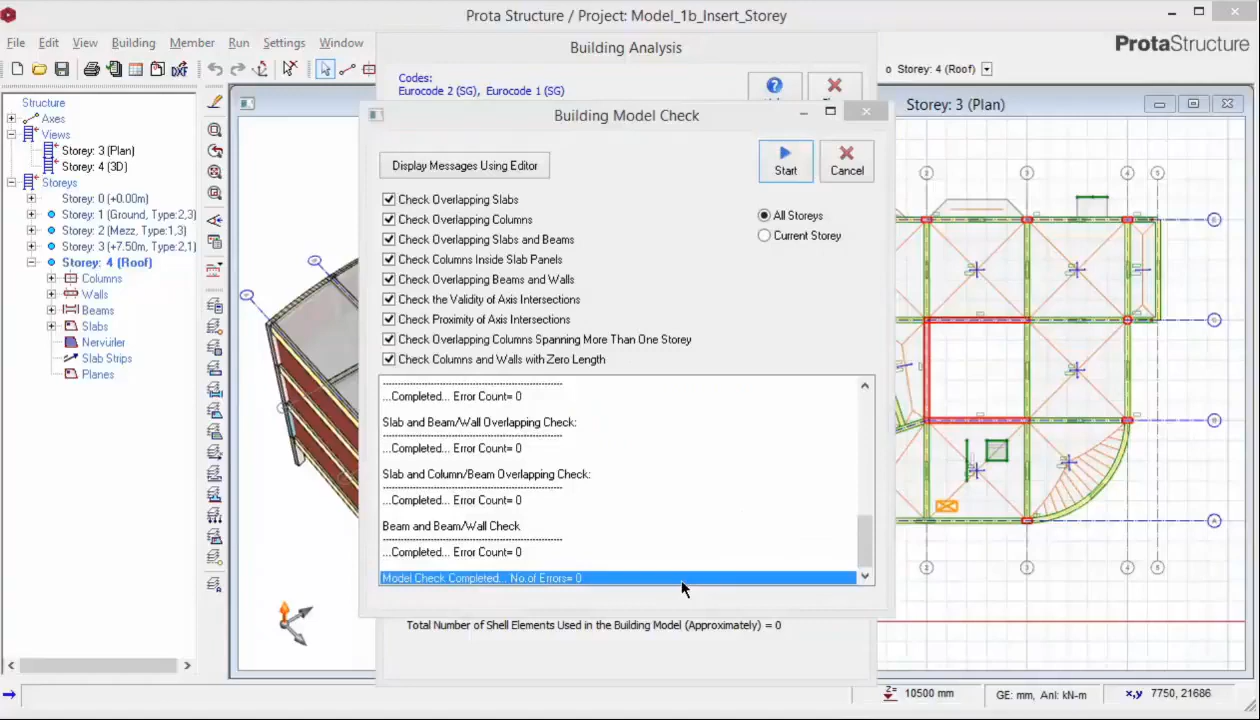 Prota Structure / Project: Model_1b_Insert_Storey
File Edit View Building Member Run Settings Window
ProtaStructure
DXF
Storey: 4 (Roof)
Building Analysis
Codes:
Eurocode 2 (SG), Eurocode 1 (SG)
Structure
Axes
Views
Storey: 3 (Plan)
Storey: 4 (3D)
Storeys
Storey: 0 (+0.00m)
Storey: 1 (Ground, Type:2,3)
Storey: 2 (Mezz, Type:1,3)
Storey: 3 (+7.50m, Type:2,1)
Storey: 4 (Roof)
Columns
Walls
Beams
Slabs
Nervürler
Slab Strips
Planes
Building Model Check
Display Messages Using Editor
Start
Cancel
Check Overlapping Slabs
Check Overlapping Columns
Check Overlapping Slabs and Beams
Check Columns Inside Slab Panels
Check Overlapping Beams and Walls
Check the Validity of Axis Intersections
Check Proximity of Axis Intersections
Check Overlapping Columns Spanning More Than One Storey
Check Columns and Walls with Zero Length
All Storeys
Current Storey
...Completed... Error Count= 0
Slab and Beam/Wall Overlapping Check:
...Completed... Error Count= 0
Slab and Column/Beam Overlapping Check:
...Completed... Error Count= 0
Beam and Beam/Wall Check
...Completed... Error Count= 0
Model Check Completed... No.of Errors= 0
Total Number of Shell Elements Used in the Building Model (Approximately) = 0
Storey: 3 (Plan)
Z= 10500 mm
GE: mm, Anl: kN-m
x,y 7750, 21686